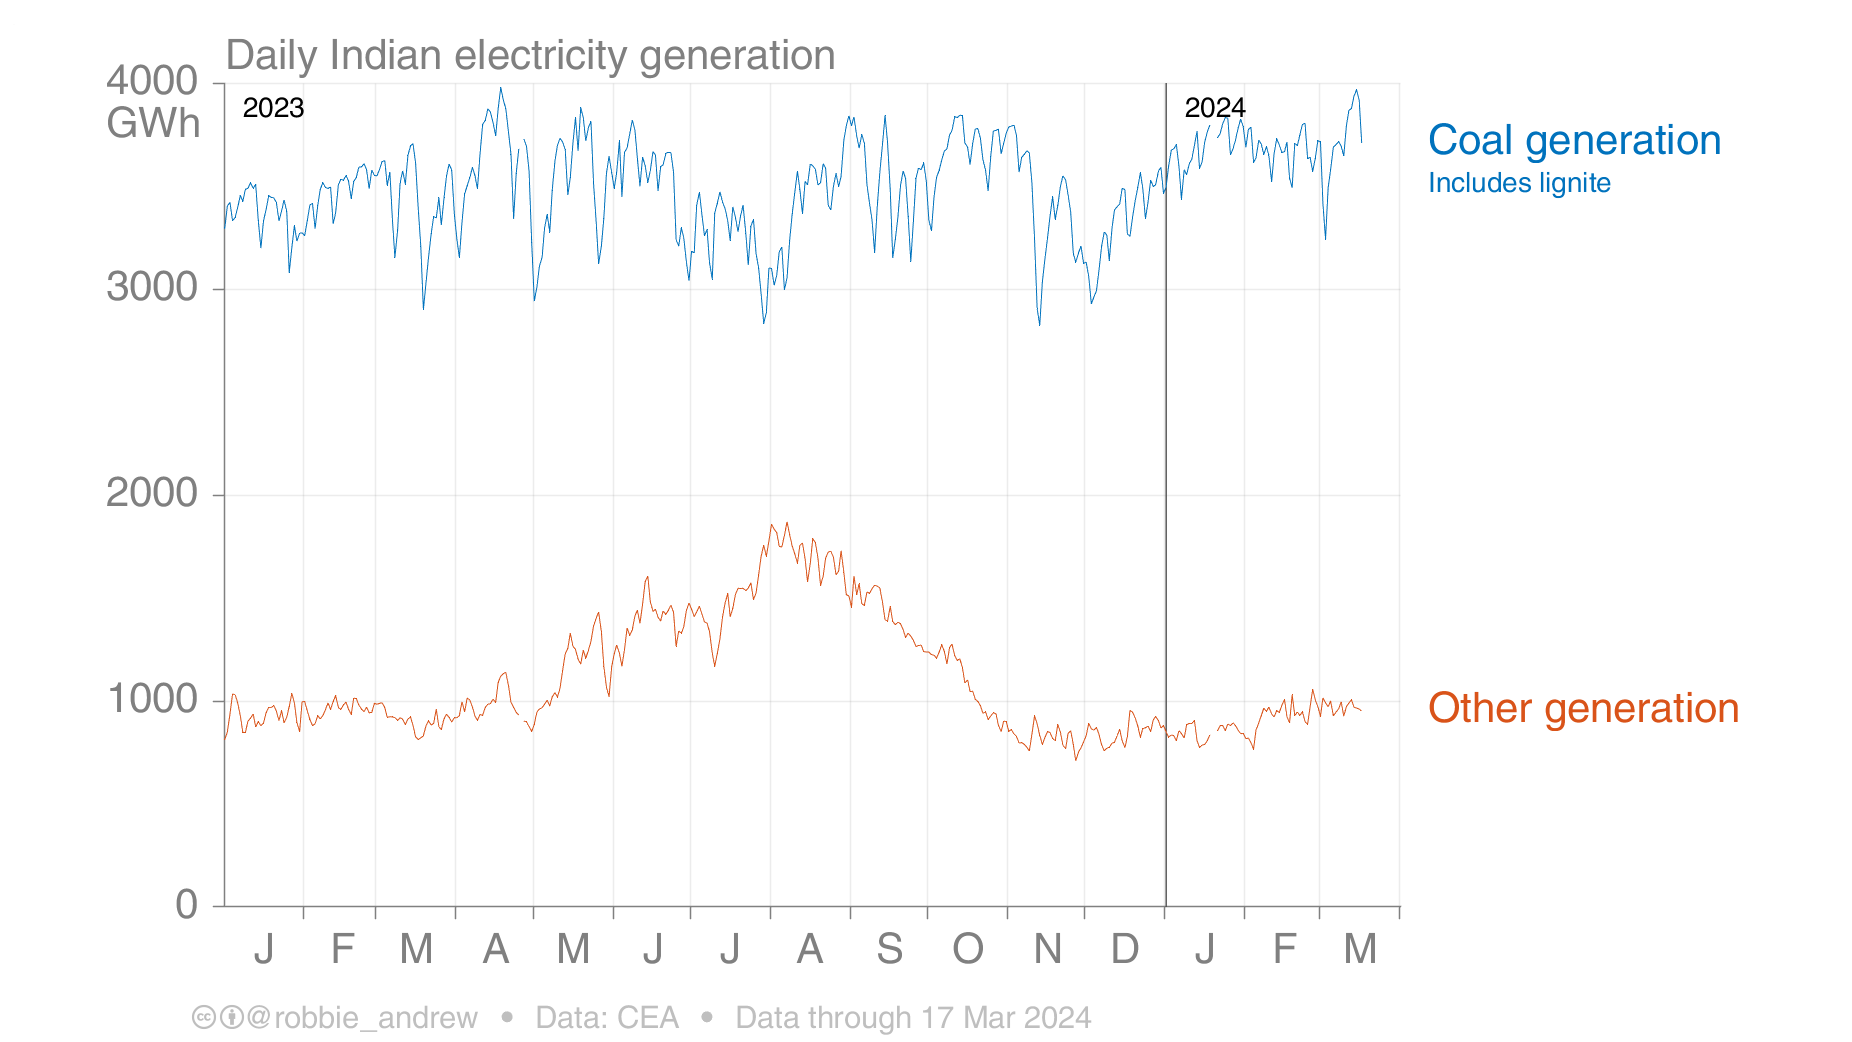 Daily Indian electricity generation
4000
GWh
2023
2024
Coal generation
Includes lignite
3000
2000
1000
Other generation
0
J F M A M J J A S O N D J F M
@robbie_andrew • Data: CEA • Data through 17 Mar 2024